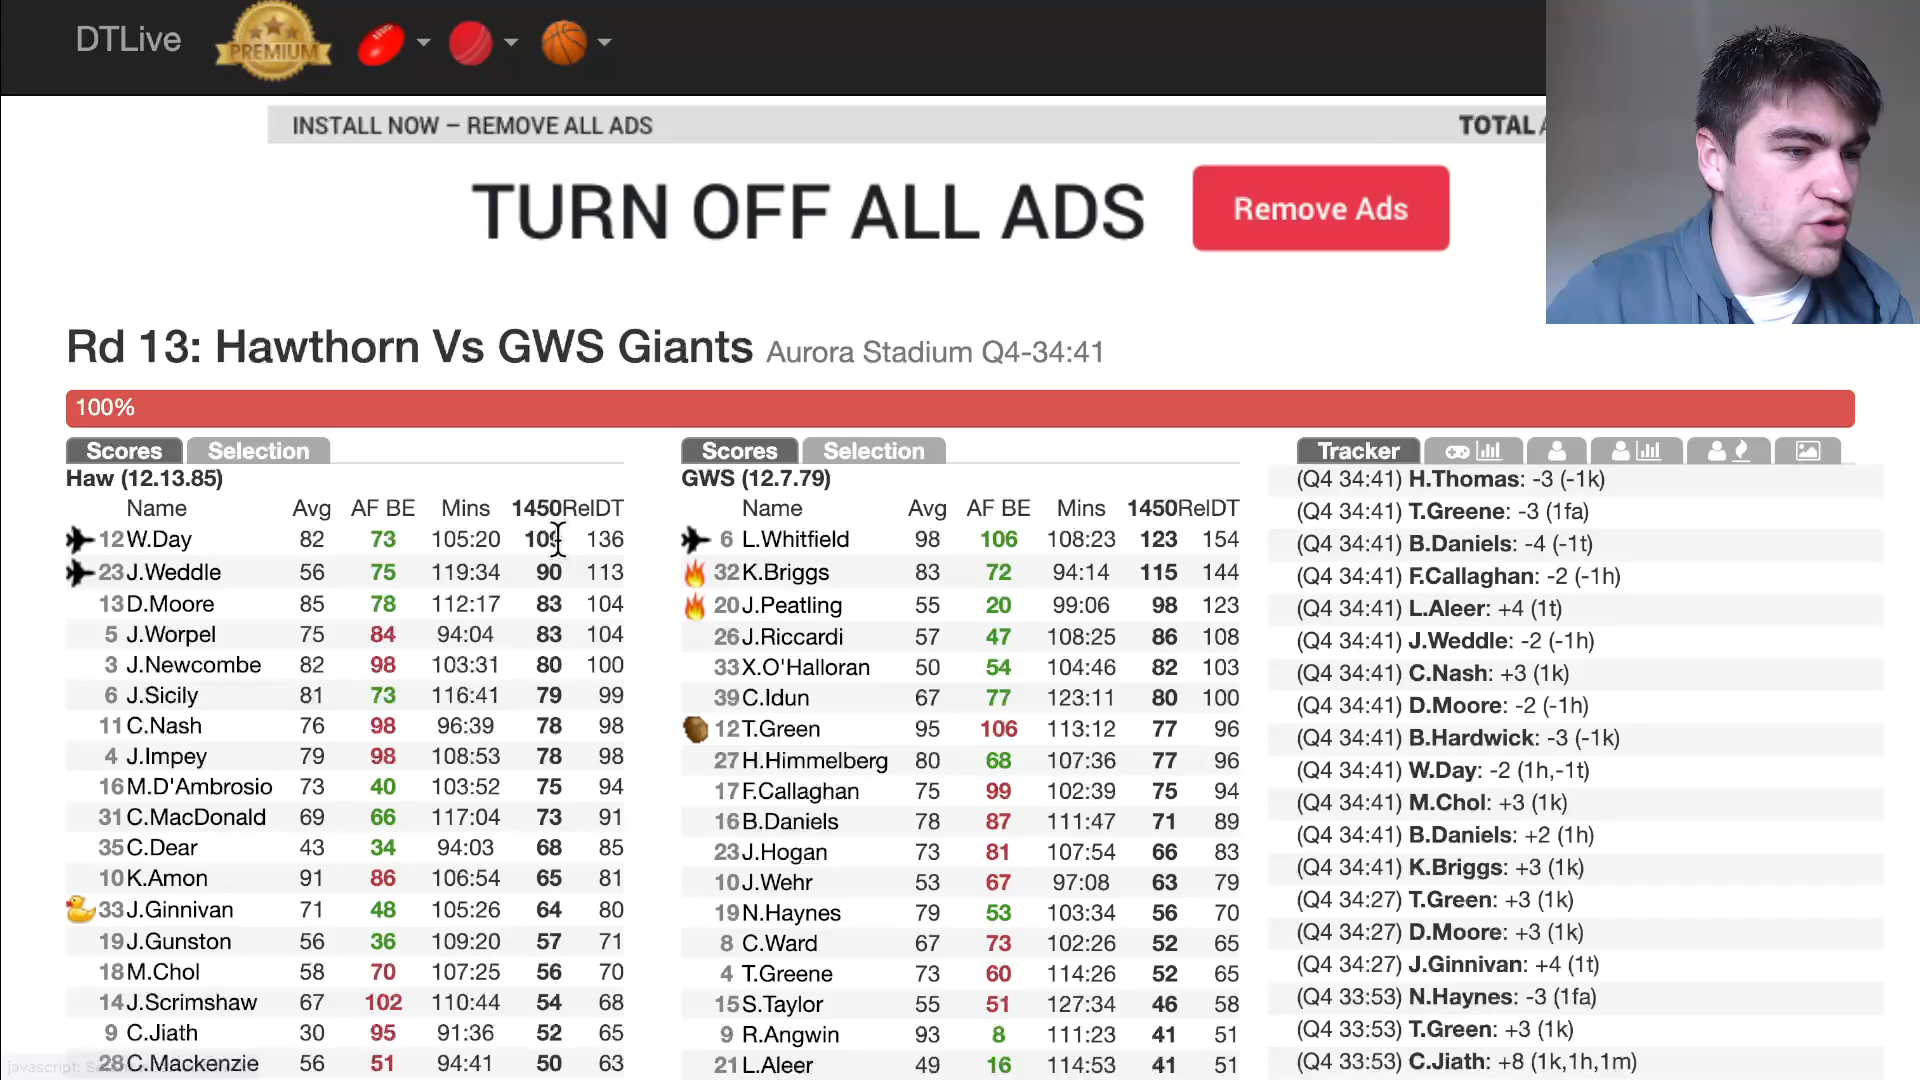 DTLive
PREMIUM
INSTALL NOW – REMOVE ALL ADS TOTAL
TURN OFF ALL ADS Remove Ads
Rd 13: Hawthorn Vs GWS Giants Aurora Stadium Q4-34:41
100%
Scores Selection
Haw (12.13.85)
Name Avg AF BE Mins 1450 RelDT
12 W.Day 82 73 105:20 109 136
23 J.Weddle 56 75 119:34 90 113
13 D.Moore 85 78 112:17 83 104
5 J.Worpel 75 84 94:04 83 104
3 J.Newcombe 82 98 103:31 80 100
6 J.Sicily 81 73 116:41 79 99
11 C.Nash 76 98 96:39 78 98
4 J.Impey 79 98 108:53 78 98
16 M.D'Ambrosio 73 40 103:52 75 94
31 C.MacDonald 69 66 117:04 73 91
35 C.Dear 43 34 94:03 68 85
10 K.Amon 91 86 106:54 65 81
33 J.Ginnivan 71 48 105:26 64 80
19 J.Gunston 56 36 109:20 57 71
18 M.Chol 58 70 107:25 56 70
14 J.Scrimshaw 67 102 110:44 54 68
9 C.Jiath 30 95 91:36 52 65
28 C.Mackenzie 56 51 94:41 50 63
Scores Selection
GWS (12.7.79)
Name Avg AF BE Mins 1450 RelDT
6 L.Whitfield 98 106 108:23 123 154
32 K.Briggs 83 72 94:14 115 144
20 J.Peatling 55 20 99:06 98 123
26 J.Riccardi 57 47 108:25 86 108
33 X.O'Halloran 50 54 104:46 82 103
39 C.Idun 67 77 123:11 80 100
12 T.Green 95 106 113:12 77 96
27 H.Himmelberg 80 68 107:36 77 96
17 F.Callaghan 75 99 102:39 75 94
16 B.Daniels 78 87 111:47 71 89
23 J.Hogan 73 81 107:54 66 83
10 J.Wehr 53 67 97:08 63 79
19 N.Haynes 79 53 103:34 56 70
8 C.Ward 67 73 102:26 52 65
4 T.Greene 73 60 114:26 52 65
15 S.Taylor 55 51 127:34 46 58
9 R.Angwin 93 8 111:23 41 51
21 L.Aleer 49 16 114:53 41 51
Tracker
(Q4 34:41) H.Thomas: -3 (-1k)
(Q4 34:41) T.Greene: -3 (1fa)
(Q4 34:41) B.Daniels: -4 (-1t)
(Q4 34:41) F.Callaghan: -2 (-1h)
(Q4 34:41) L.Aleer: +4 (1t)
(Q4 34:41) J.Weddle: -2 (-1h)
(Q4 34:41) C.Nash: +3 (1k)
(Q4 34:41) D.Moore: -2 (-1h)
(Q4 34:41) B.Hardwick: -3 (-1k)
(Q4 34:41) W.Day: -2 (1h,-1t)
(Q4 34:41) M.Chol: +3 (1k)
(Q4 34:41) B.Daniels: +2 (1h)
(Q4 34:41) K.Briggs: +3 (1k)
(Q4 34:27) T.Green: +3 (1k)
(Q4 34:27) D.Moore: +3 (1k)
(Q4 34:27) J.Ginnivan: +4 (1t)
(Q4 33:53) N.Haynes: -3 (1fa)
(Q4 33:53) T.Green: +3 (1k)
(Q4 33:53) C.Jiath: +8 (1k,1h,1m)
javascript: